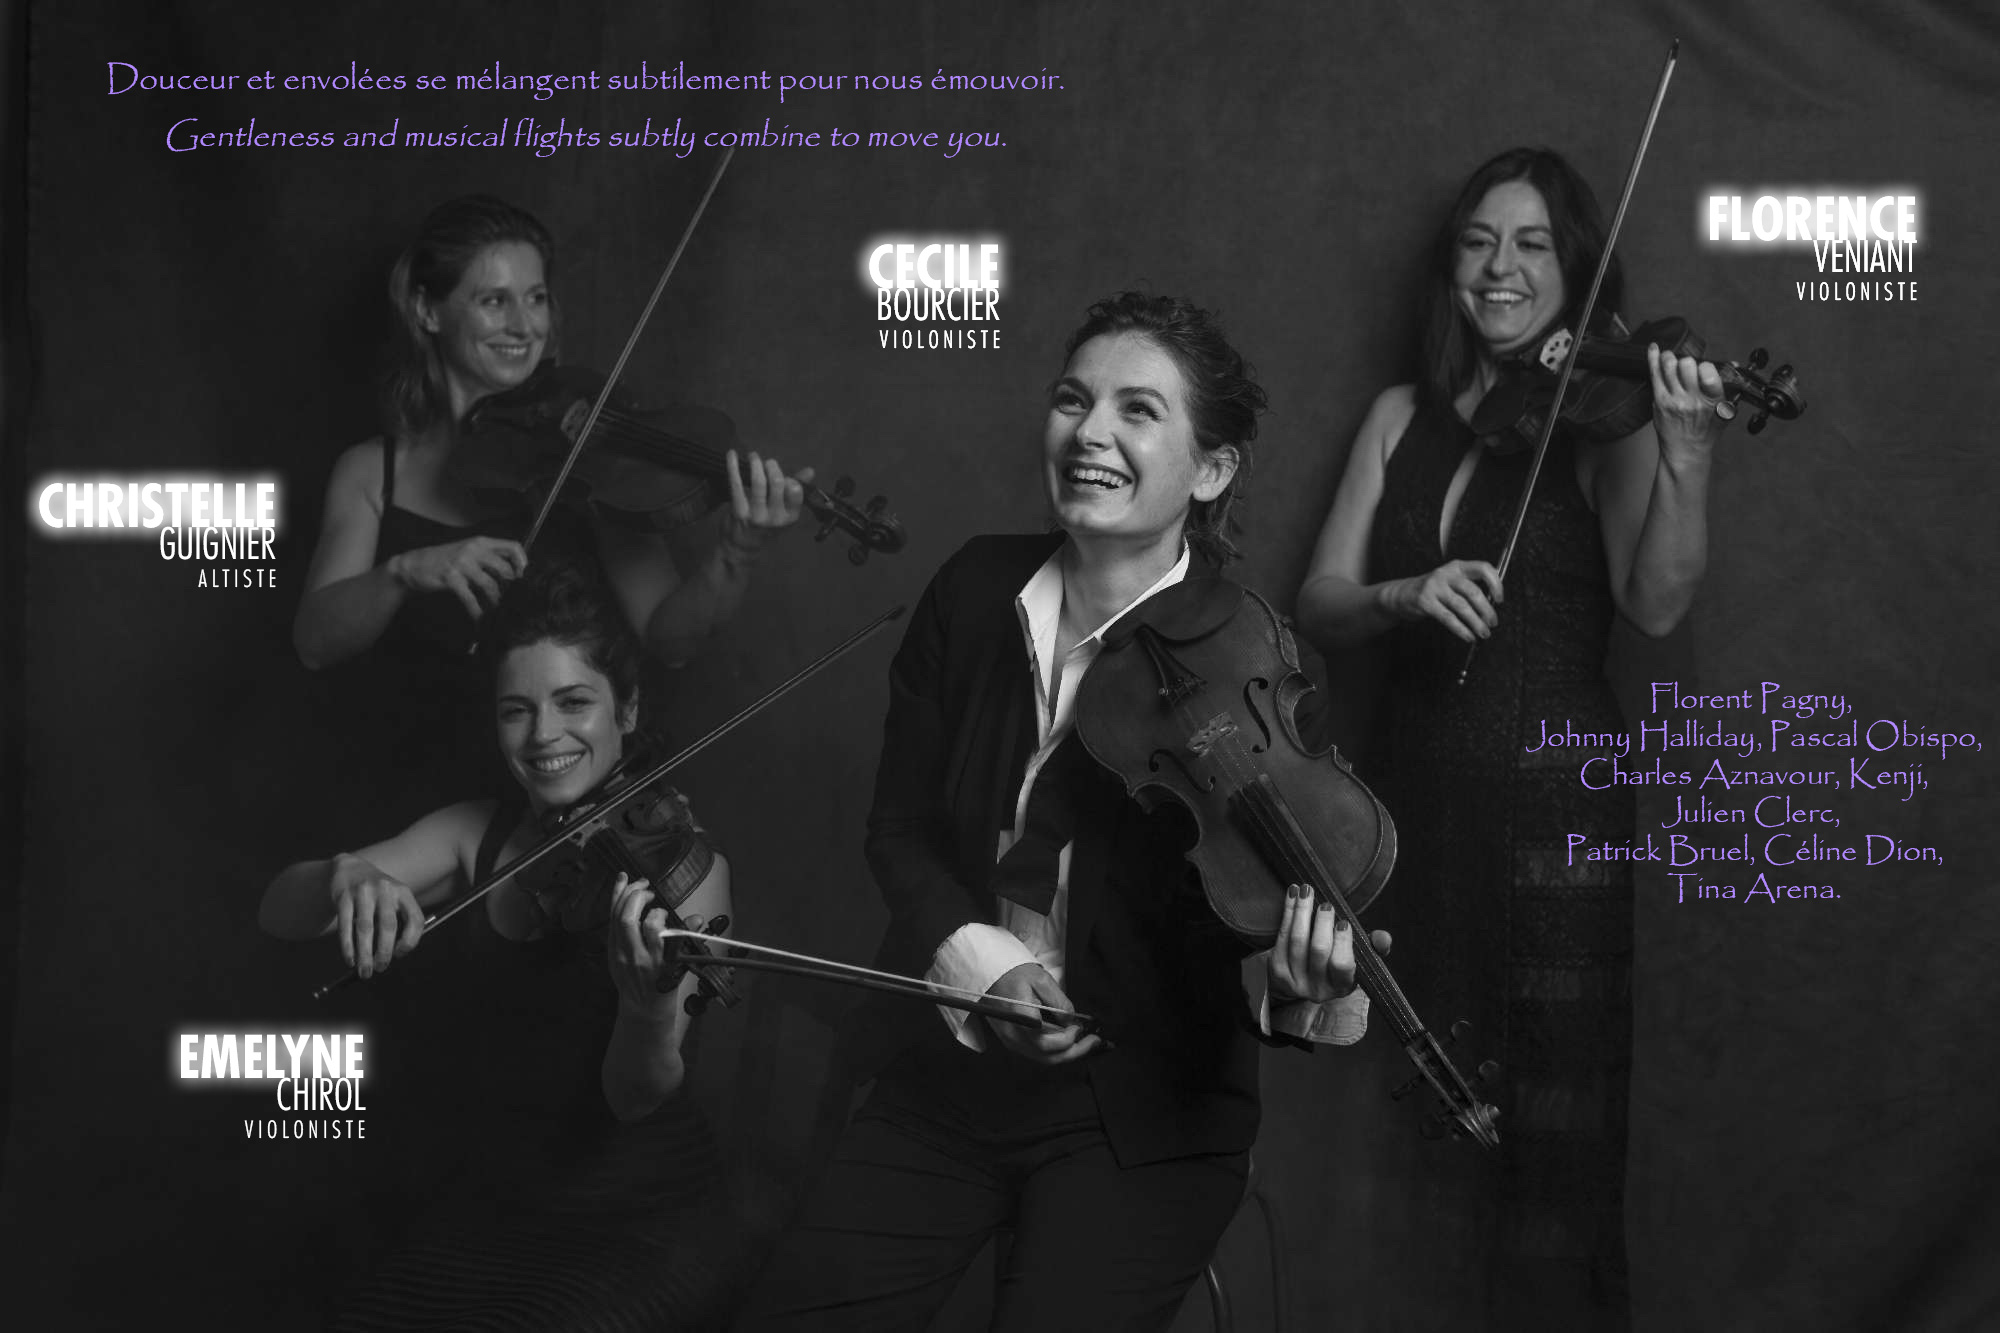 Douceur et envolées se mélangent subtilement pour nous émouvoir.
Gentleness and musical flights subtly combine to move you.
FLORENCE
VENIANT
VIOLONISTE
CECILE
BOURCIER
VIOLONISTE
CHRISTELLE
GUIGNIER
ALTISTE
Florent Pagny,
Johnny Halliday, Pascal Obispo,
Charles Aznavour, Kenji,
Julien Clerc,
Patrick Bruel, Céline Dion,
Tina Arena.
EMELYNE
CHIROL
VIOLONISTE